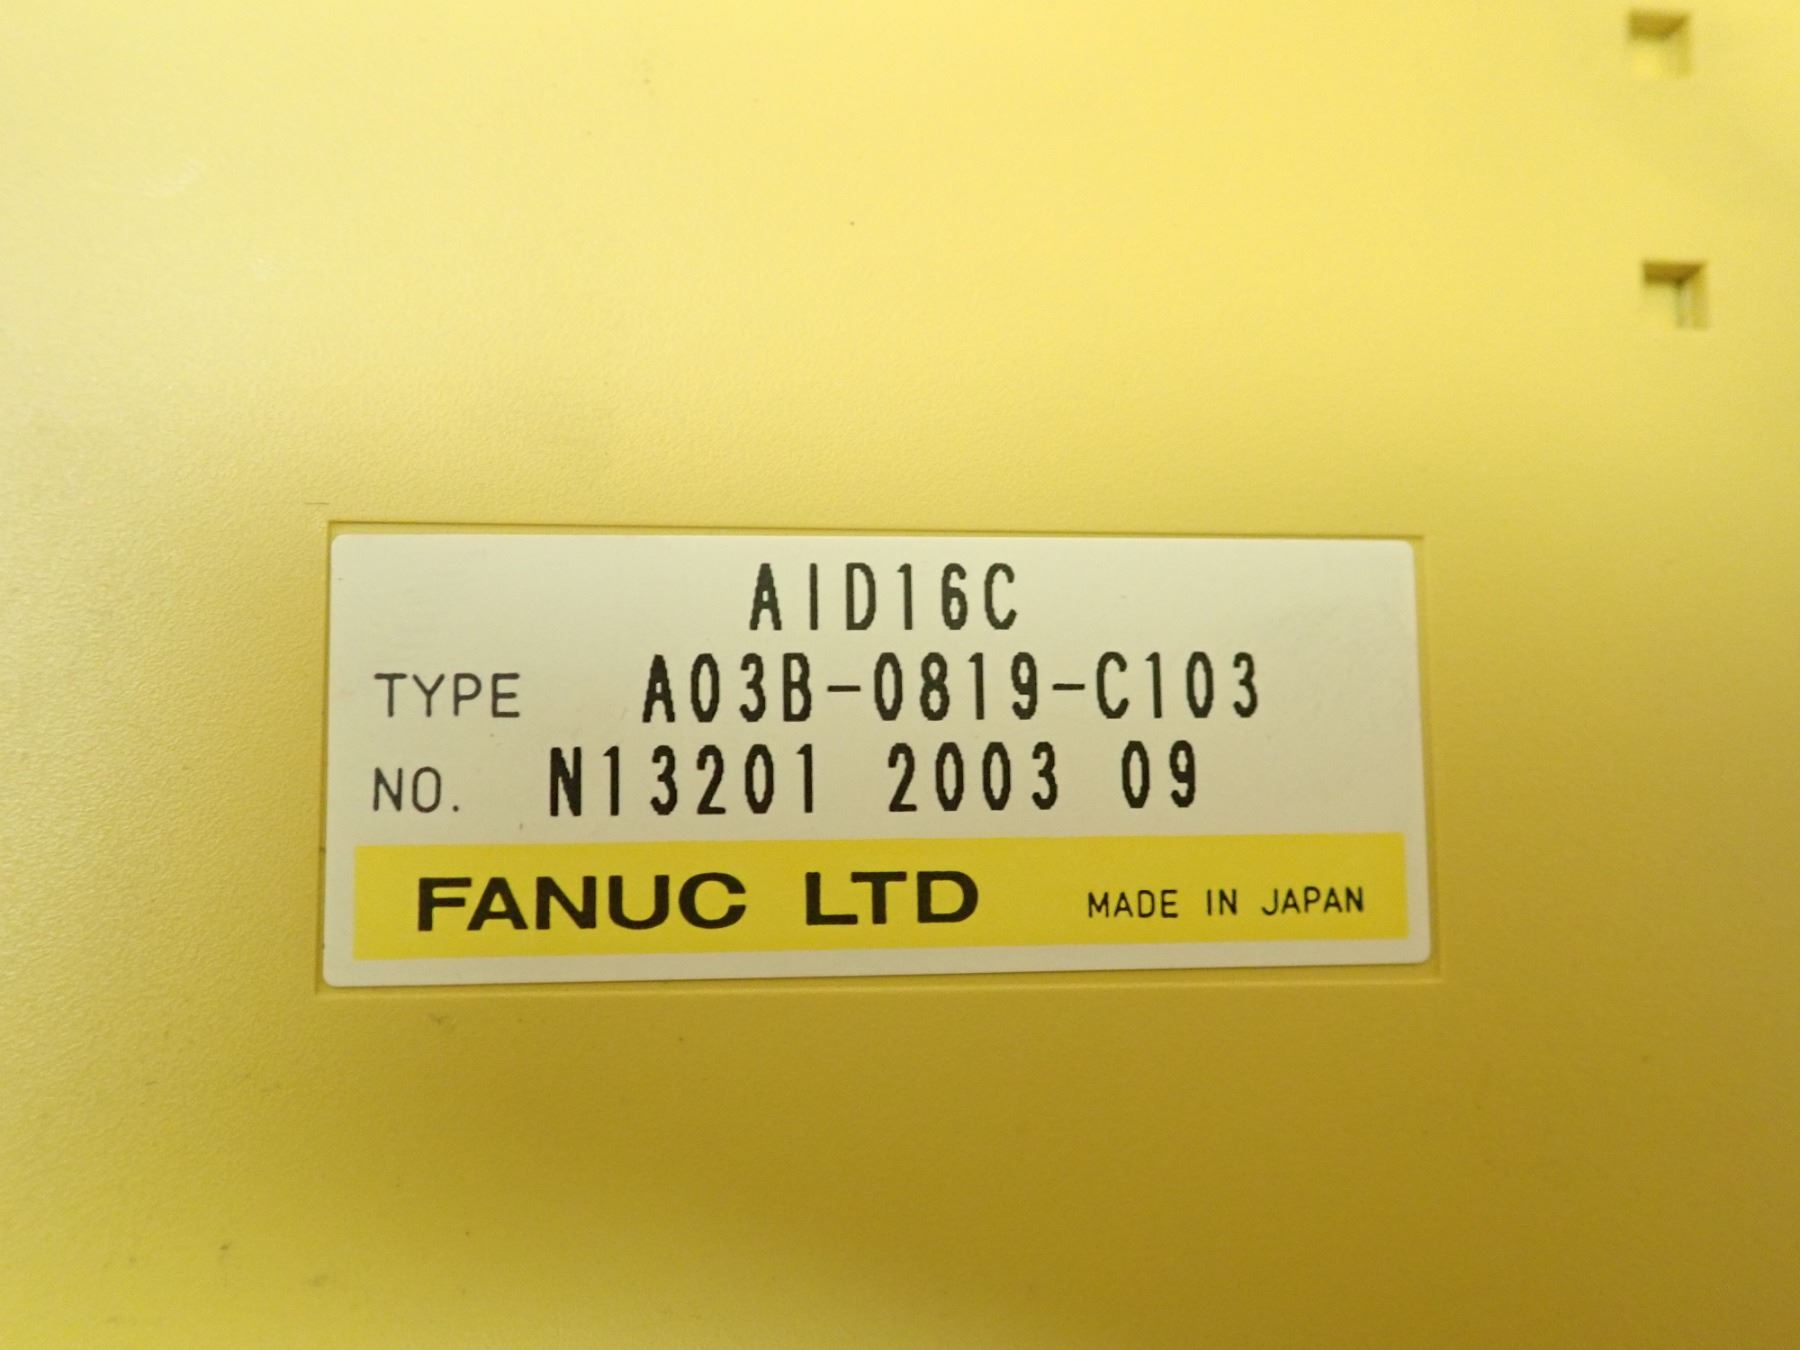 AID16C
TYPE A03B-0819-C103
NO. N13201 2003 09
FANUC LTD MADE IN JAPAN